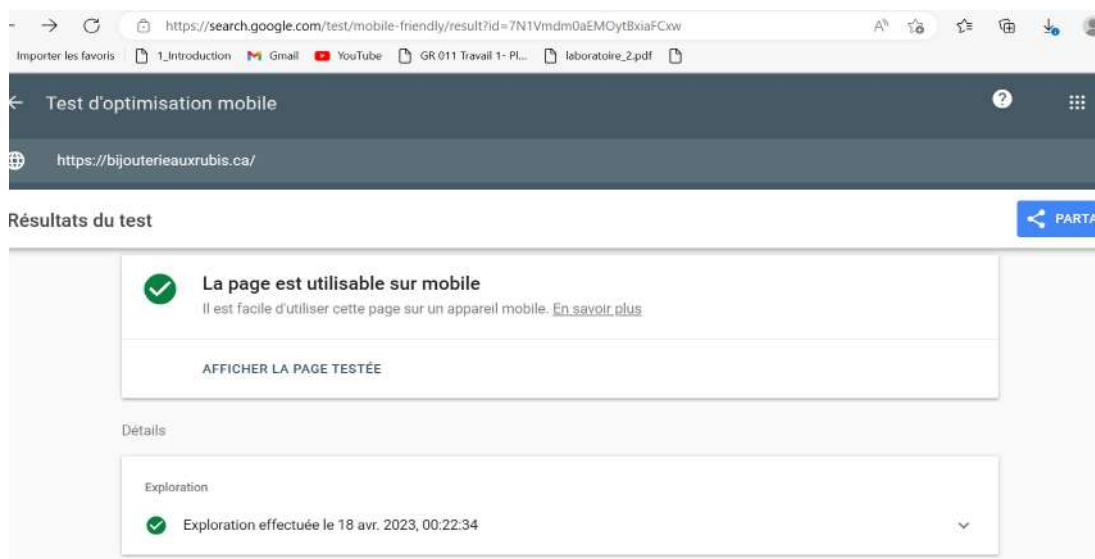 https://search.google.com/test/mobile-friendly/result?id=7N1Vmdm0aEMOytBxiaFCxw
Importer les favoris 1_Introduction Gmail YouTube GR 011 Travail 1- Pl... laboratoire_2.pdf
Test d'optimisation mobile
https://bijouterieauxrubis.ca/
Résultats du test
PARTA
La page est utilisable sur mobile
Il est facile d'utiliser cette page sur un appareil mobile. En savoir plus
AFFICHER LA PAGE TESTÉE
Détails
Exploration
Exploration effectuée le 18 avr. 2023, 00:22:34